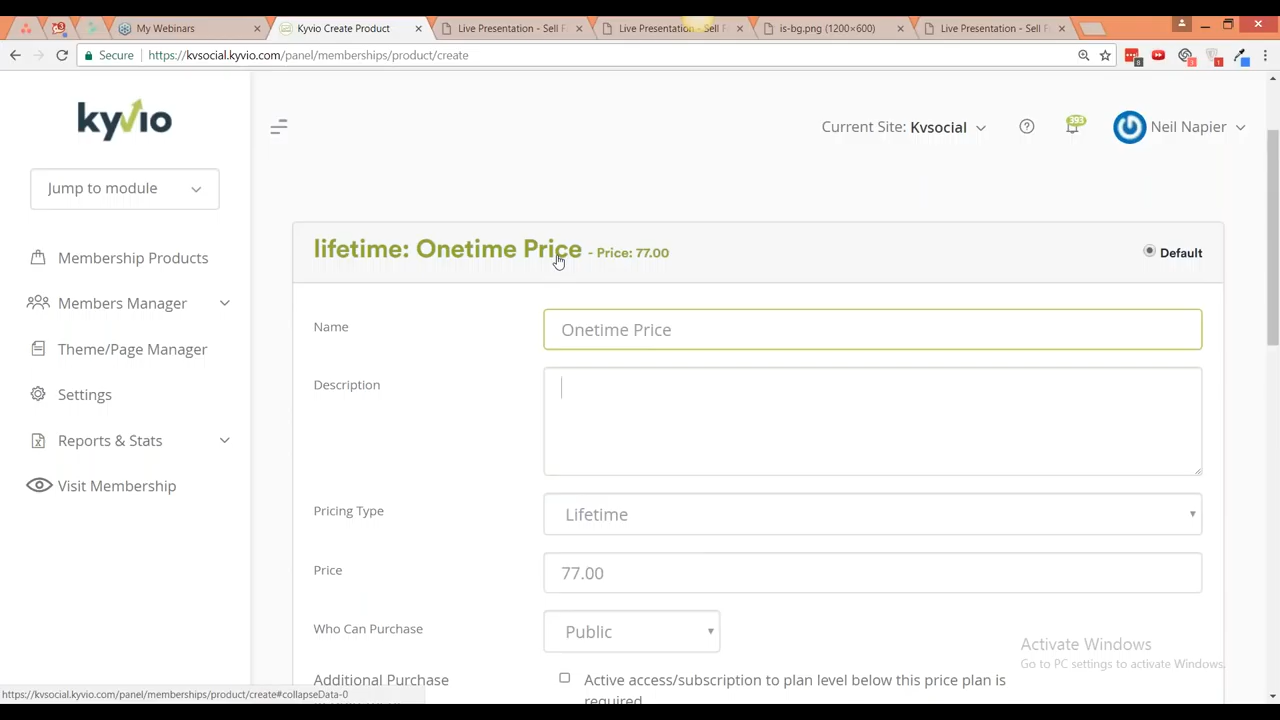 My Webinars
Kyvio Create Product
Live Presentation - Sell F
Live Presentation - Sell F
is-bg.png (1200×600)
Live Presentation - Sell F
Secure
https://kvsocial.kyvio.com/panel/memberships/product/create
kyvio
Current Site: Kvsocial
393
Neil Napier
Jump to module
Membership Products
Members Manager
Theme/Page Manager
Settings
Reports & Stats
Visit Membership
lifetime: Onetime Price - Price: 77.00
Default
Name
Onetime Price
Description
Pricing Type
Lifetime
Price
77.00
Who Can Purchase
Public
Additional Purchase
Active access/subscription to plan level below this price plan is
required
Activate Windows
Go to PC settings to activate Windows.
https://kvsocial.kyvio.com/panel/memberships/product/create#collapseData-0